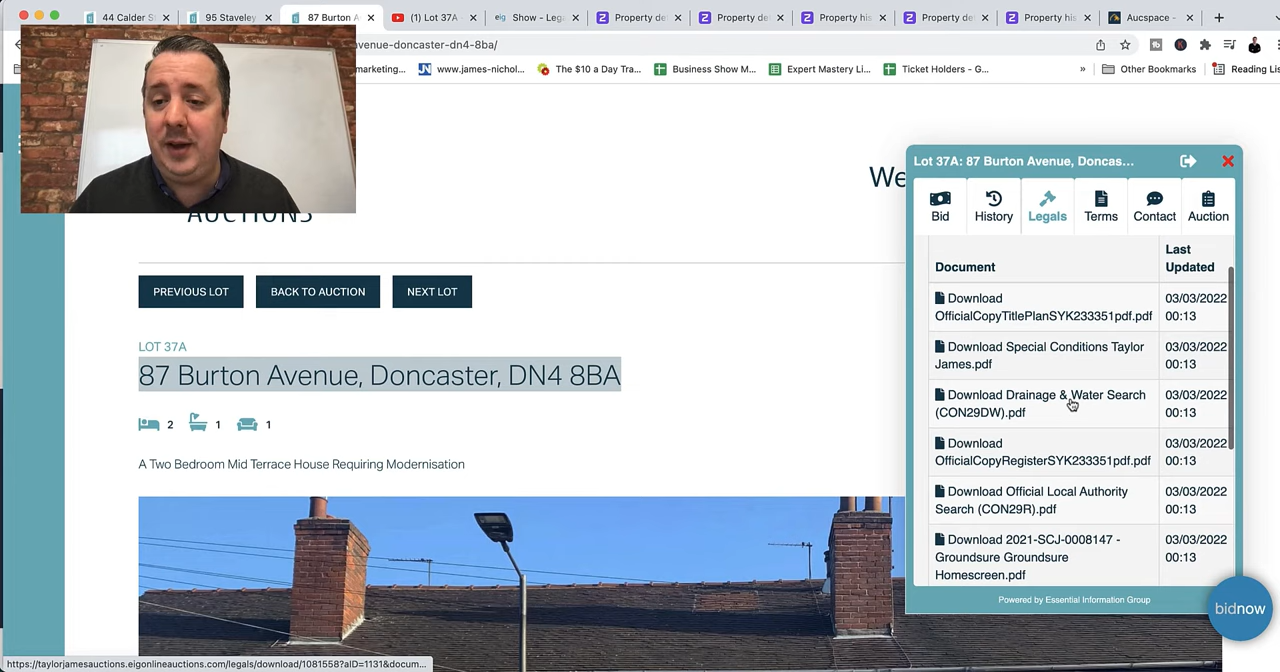 44 Calder S
95 Staveley
87 Burton A
(1) Lot 37A
eig Show - Leg
Property de
Property de
Property his
Property de
Property his
Aucspace -
avenue-doncaster-dn4-8ba/
marketing...
JN www.james-nichol...
The $10 a Day Tra...
Business Show M...
Expert Mastery Li...
Ticket Holders - G...
»
Other Bookmarks
Reading Lis
We
AUCTIONS
PREVIOUS LOT
BACK TO AUCTION
NEXT LOT
LOT 37A
87 Burton Avenue, Doncaster, DN4 8BA
2 1 1
A Two Bedroom Mid Terrace House Requiring Modernisation
Lot 37A: 87 Burton Avenue, Doncas...
Bid History Legals Terms Contact Auction
Document
Last
Updated
Download
OfficialCopyTitlePlanSYK233351pdf.pdf
03/03/2022
00:13
Download Special Conditions Taylor
James.pdf
03/03/2022
00:13
Download Drainage & Water Search
(CON29DW).pdf
03/03/2022
00:13
Download
OfficialCopyRegisterSYK233351pdf.pdf
03/03/2022
00:13
Download Official Local Authority
Search (CON29R).pdf
03/03/2022
00:13
Download 2021-SCJ-0008147 -
Groundsure Groundsure
Homescreen.pdf
03/03/2022
00:13
Powered by Essential Information Group
bidnow
https://taylorjamesauctions.eigonlineauctions.com/legals/download/1081558?aID=1131&docum...